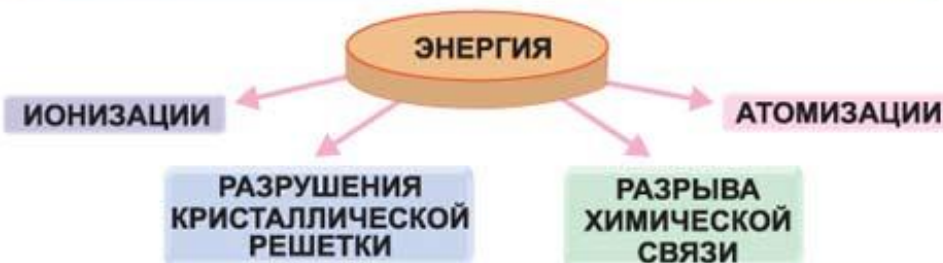 ЭНЕРГИЯ
ИОНИЗАЦИИ
АТОМИЗАЦИИ
РАЗРУШЕНИЯ
КРИСТАЛЛИЧЕСКОЙ
РЕШЕТКИ
РАЗРЫВА
ХИМИЧЕСКОЙ
СВЯЗИ